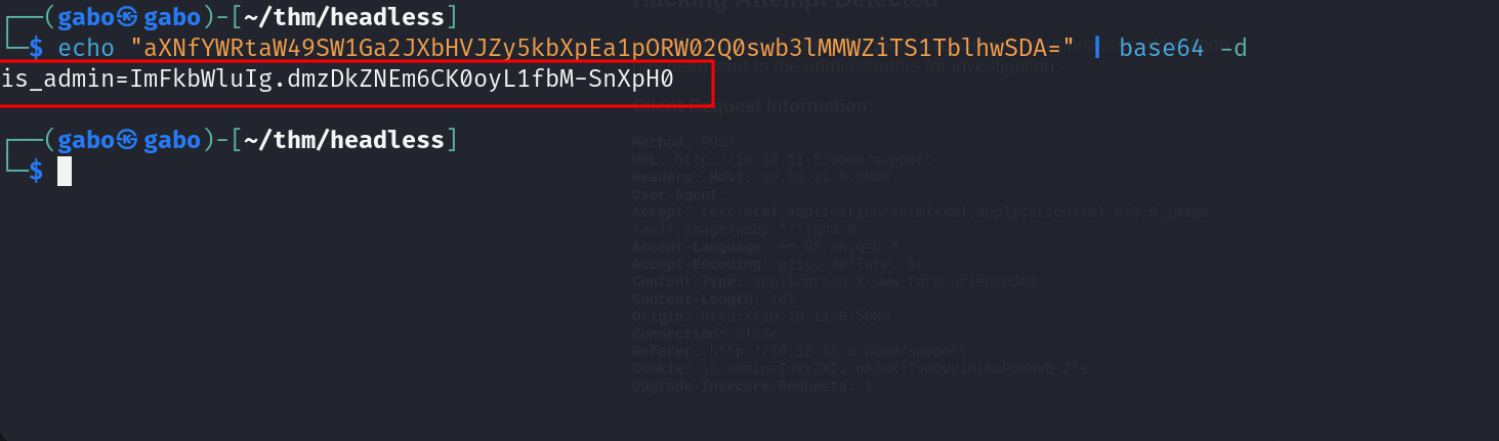 ┌──(gabo㉿gabo)-[~/thm/headless]
└─$ echo "aXNfYWRtaW49SW1Ga2JXbHVJZy5kbXpEa1pORW02Q0swb3lMMWZiTS1TblhwSDA=" | base64 -d
is_admin=ImFkbWluIg.dmzDkZNEm6CK0oyL1fbM-SnXpH0
┌──(gabo㉿gabo)-[~/thm/headless]
└─$
Hacking Attempt Detected
sent to the administrators for investigation.
Client Request Information:
Method: POST
URL: http://10.10.11.8:5000/support
Headers: Host: 10.10.11.8:5000
User-Agent:
Accept: text/html,application/xhtml+xml,application/xml;q=0.9,image
/avif,image/webp,*/*;q=0.8
Accept-Language: en-US,en;q=0.5
Accept-Encoding: gzip, deflate, br
Content-Type: application/x-www-form-urlencoded
Content-Length: 167
Origin: http://10.10.11.8:5000
Connection: close
Referer: http://10.10.11.8:5000/support
Cookie: is_admin=InVzZXIi.uAlmXlTvm8vyihjNaPDWnvB_Zfs
Upgrade-Insecure-Requests: 1